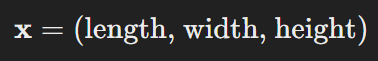 x = (length, width, height)